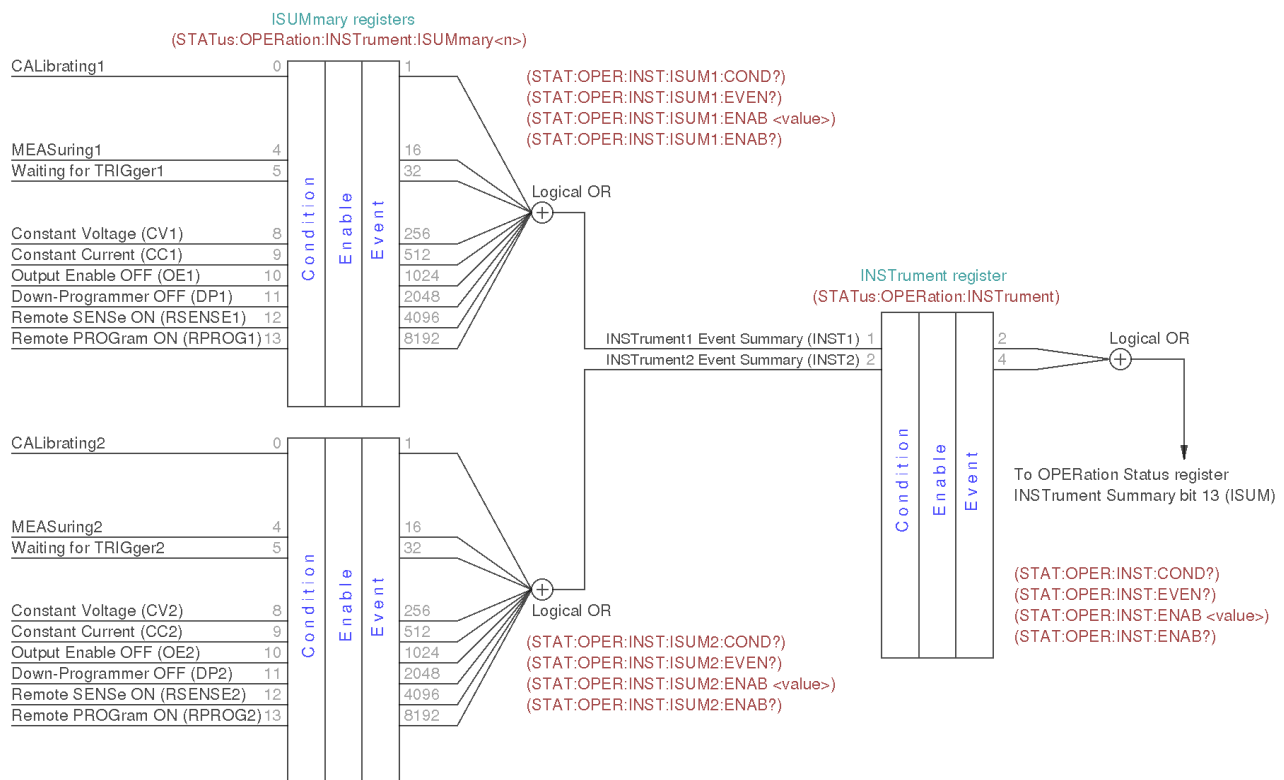 ISUMmary registers
(STATus:OPERation:INSTrument:ISUMmary<n>)
CALibrating1 0 1
MEASuring1 4 16
Waiting for TRIGger1 5 32
Constant Voltage (CV1) 8 256
Constant Current (CC1) 9 512
Output Enable OFF (OE1) 10 1024
Down-Programmer OFF (DP1) 11 2048
Remote SENSe ON (RSENSE1) 12 4096
Remote PROGram ON (RPROG1) 13 8192
Condition
Enable
Event
(STAT:OPER:INST:ISUM1:COND?)
(STAT:OPER:INST:ISUM1:EVEN?)
(STAT:OPER:INST:ISUM1:ENAB <value>)
(STAT:OPER:INST:ISUM1:ENAB?)
Logical OR
INSTrument register
(STATus:OPERation:INSTrument)
INSTrument1 Event Summary (INST1) 1 2
INSTrument2 Event Summary (INST2) 2 4
Condition
Enable
Event
Logical OR
To OPERation Status register
INSTrument Summary bit 13 (ISUM)
(STAT:OPER:INST:COND?)
(STAT:OPER:INST:EVEN?)
(STAT:OPER:INST:ENAB <value>)
(STAT:OPER:INST:ENAB?)
CALibrating2 0 1
MEASuring2 4 16
Waiting for TRIGger2 5 32
Constant Voltage (CV2) 8 256
Constant Current (CC2) 9 512
Output Enable OFF (OE2) 10 1024
Down-Programmer OFF (DP2) 11 2048
Remote SENSe ON (RSENSE2) 12 4096
Remote PROGram ON (RPROG2) 13 8192
Condition
Enable
Event
Logical OR
(STAT:OPER:INST:ISUM2:COND?)
(STAT:OPER:INST:ISUM2:EVEN?)
(STAT:OPER:INST:ISUM2:ENAB <value>)
(STAT:OPER:INST:ISUM2:ENAB?)